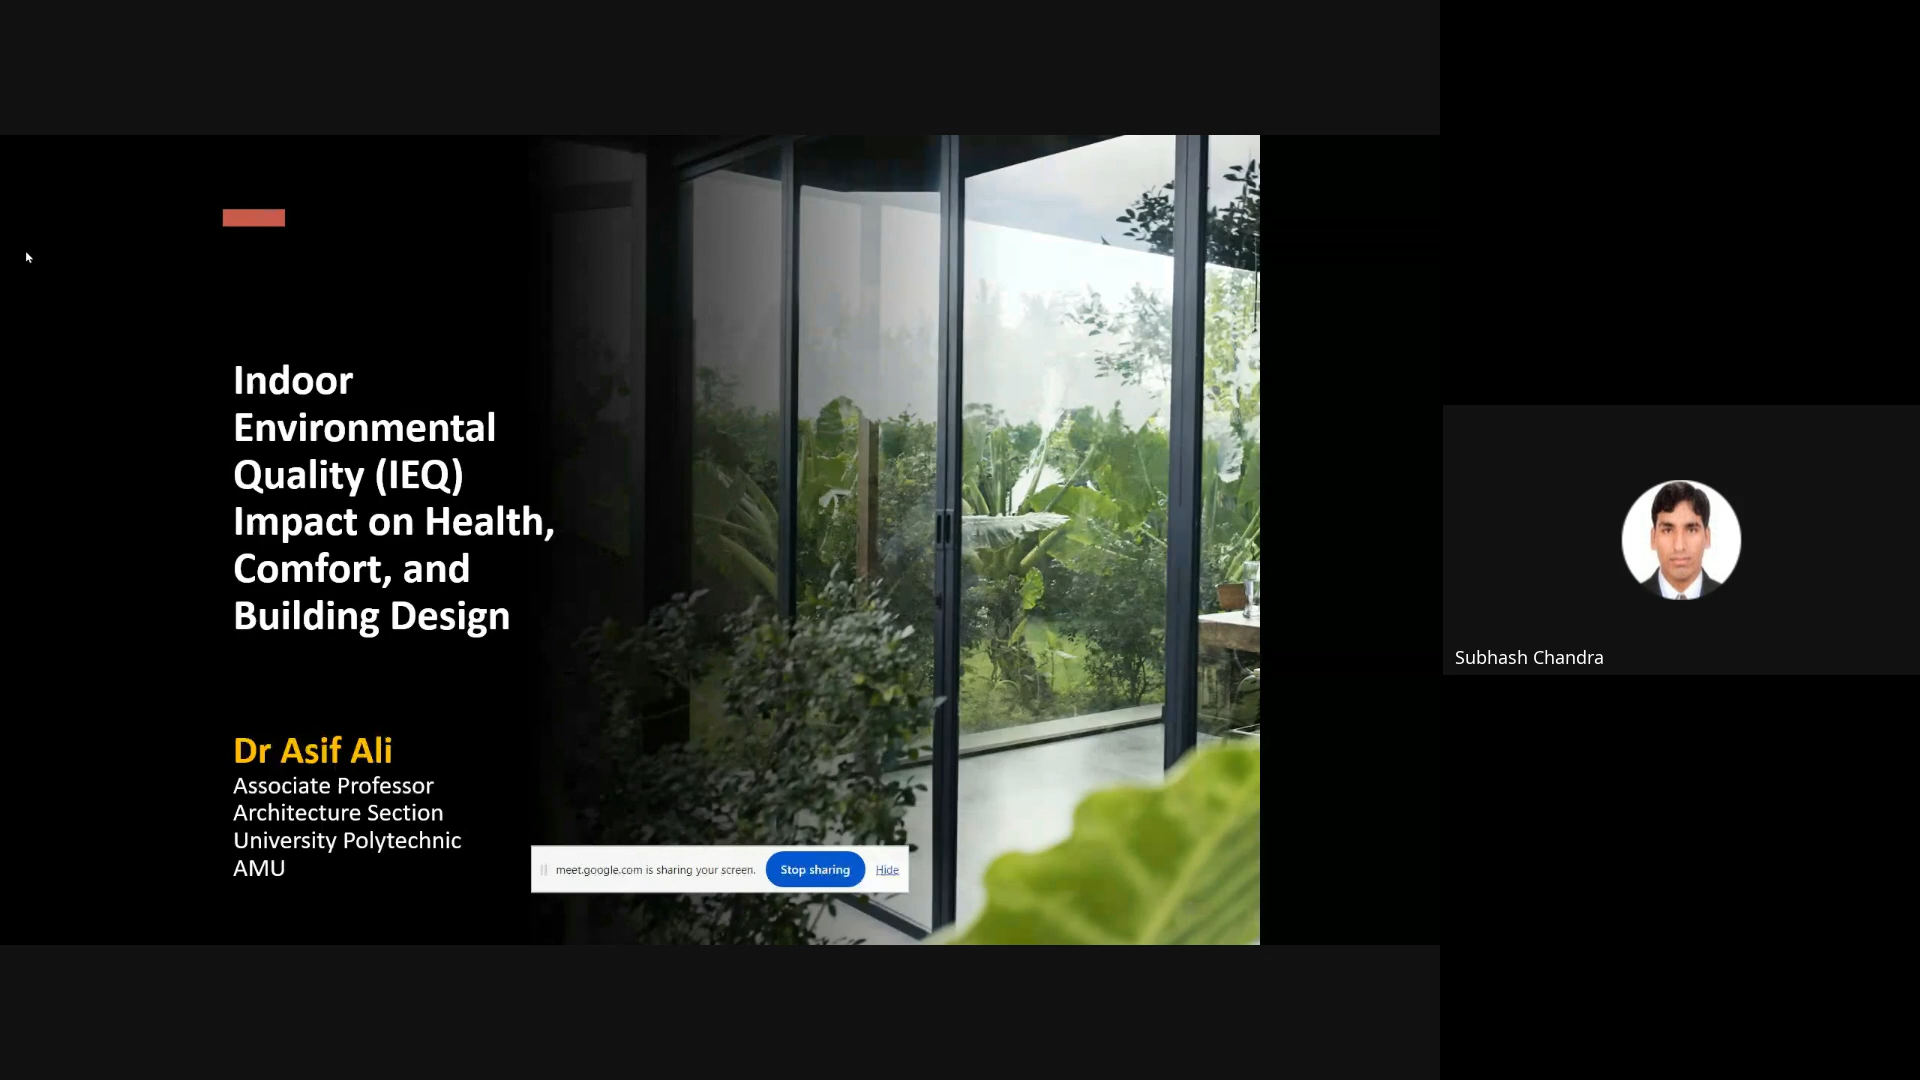 Indoor
Environmental
Quality (IEQ)
Impact on Health,
Comfort, and
Building Design
Dr Asif Ali
Associate Professor
Architecture Section
University Polytechnic
AMU
meet.google.com is sharing your screen. Stop sharing Hide
Subhash Chandra